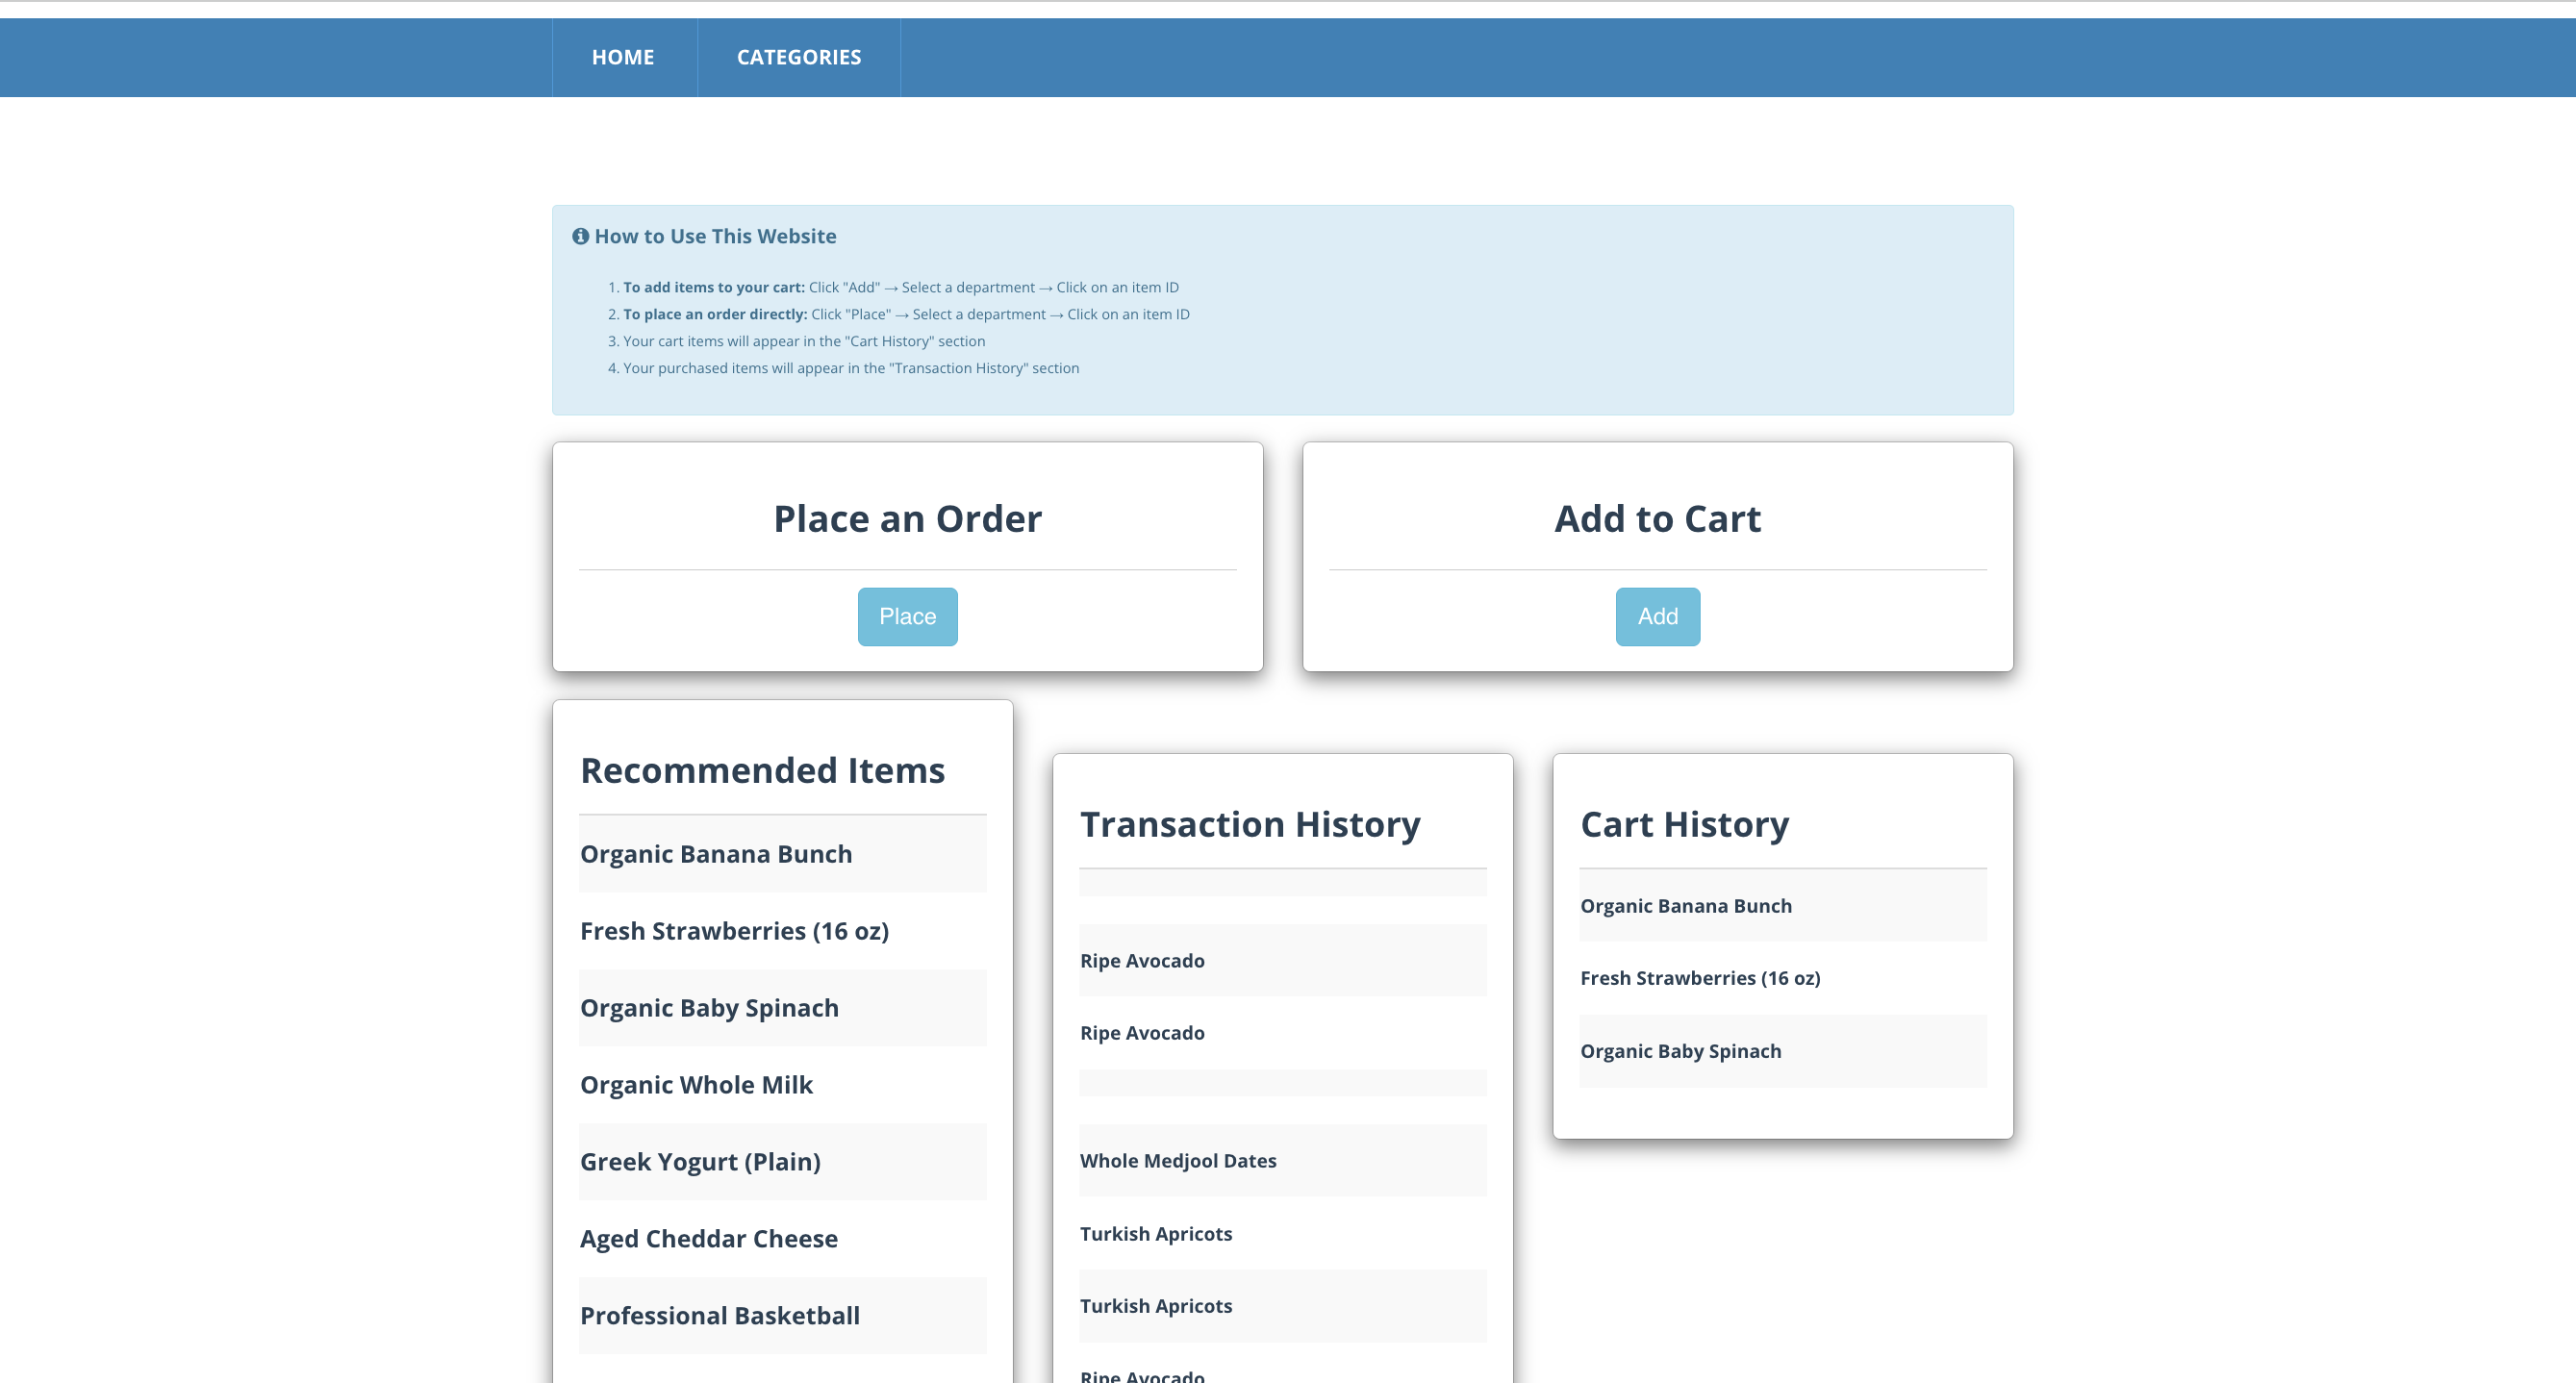 HOME
CATEGORIES
How to Use This Website
1. To add items to your cart: Click "Add" → Select a department → Click on an item ID
2. To place an order directly: Click "Place" → Select a department → Click on an item ID
3. Your cart items will appear in the "Cart History" section
4. Your purchased items will appear in the "Transaction History" section
Place an Order
Place
Add to Cart
Add
Recommended Items
Organic Banana Bunch
Fresh Strawberries (16 oz)
Organic Baby Spinach
Organic Whole Milk
Greek Yogurt (Plain)
Aged Cheddar Cheese
Professional Basketball
Transaction History
Ripe Avocado
Ripe Avocado
Whole Medjool Dates
Turkish Apricots
Turkish Apricots
Ripe Avocado
Cart History
Organic Banana Bunch
Fresh Strawberries (16 oz)
Organic Baby Spinach